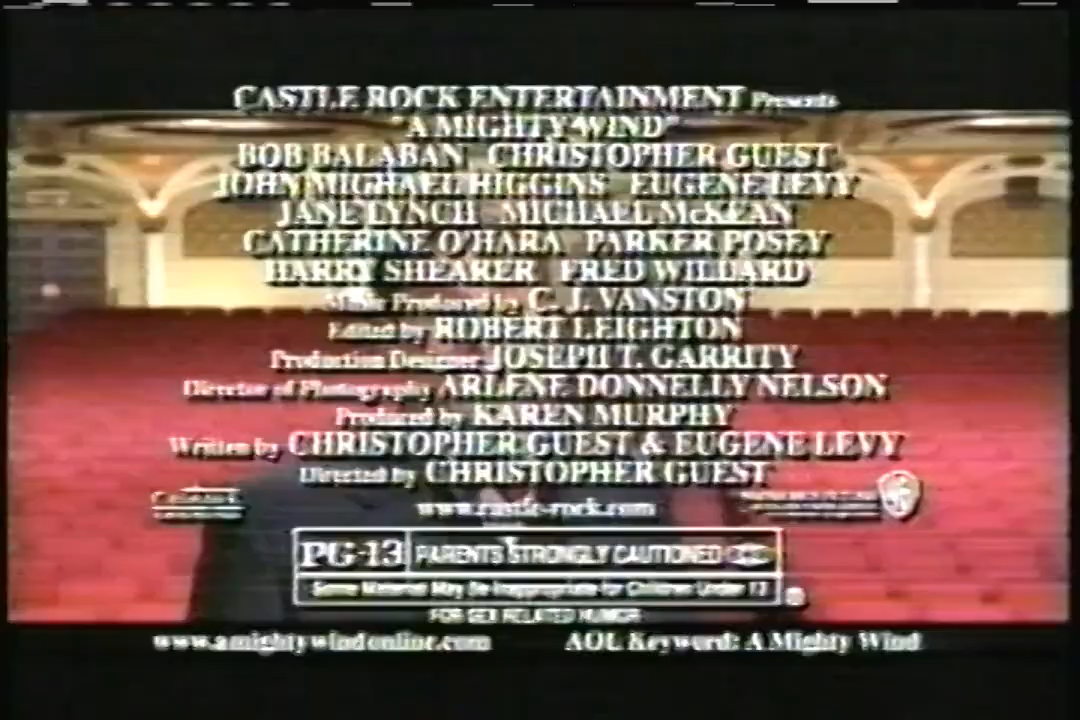 CASTLE ROCK ENTERTAINMENT Presents
"A MIGHTY WIND"
BOB BALABAN CHRISTOPHER GUEST
JOHN MICHAEL HIGGINS EUGENE LEVY
JANE LYNCH MICHAEL McKEAN
CATHERINE O'HARA PARKER POSEY
HARRY SHEARER FRED WILLARD
Music Produced by C. J. VANSTON
Edited by ROBERT LEIGHTON
Production Designer JOSEPH T. GARRITY
Director of Photography ARLENE DONNELLY NELSON
Produced by KAREN MURPHY
Written by CHRISTOPHER GUEST & EUGENE LEVY
Directed by CHRISTOPHER GUEST
www.castle-rock.com
PG-13 PARENTS STRONGLY CAUTIONED
Some Material May Be Inappropriate for Children Under 13
FOR SEX RELATED HUMOR
www.amightywindonline.com AOL Keyword: A Mighty Wind